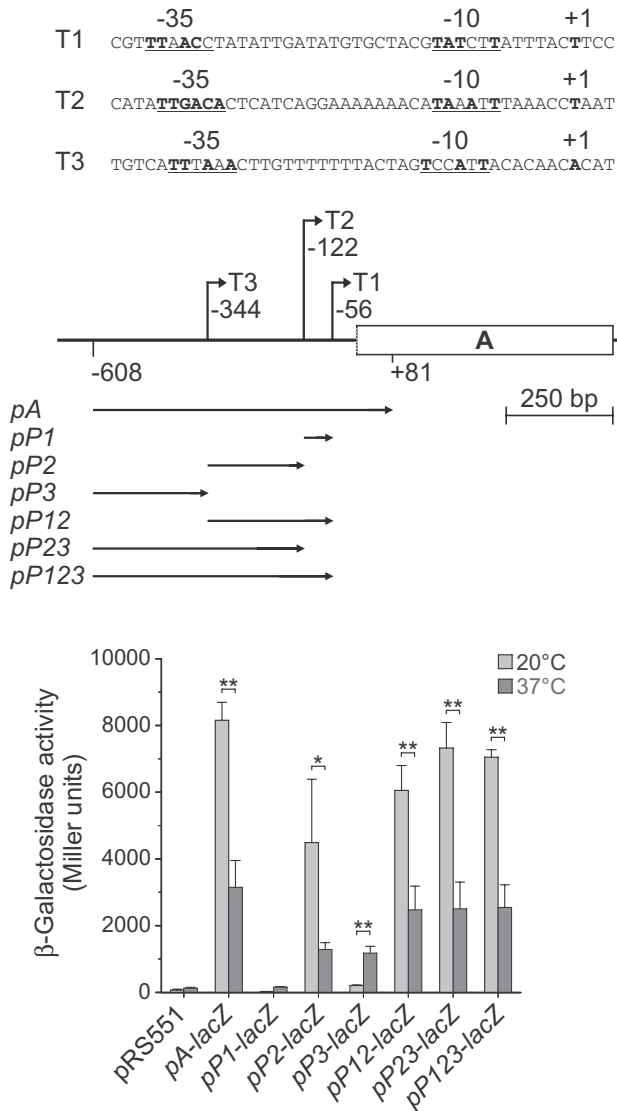 -35 -10 +1
T1 CGTTTAACCTATATTGATATGTGCTACGTATCTTATTTACTTCC
-35 -10 +1
T2 CATATTGACACTCATCAGGAAAAAAACATAAATTTAAACCTAAT
-35 -10 +1
T3 TGTCATTTAAACTTGTTTTTTTACTAGTCCATTACACAACACAT
T2
-122
T3
-344
T1
-56
A
-608
+81
250 bp
pA
pP1
pP2
pP3
pP12
pP23
pP123
β-Galactosidase activity
(Miller units)
10000
8000
6000
4000
2000
0
20°C
37°C
**
*
**
**
**
**
pRS551
pA-lacZ
pP1-lacZ
pP2-lacZ
pP3-lacZ
pP12-lacZ
pP23-lacZ
pP123-lacZ